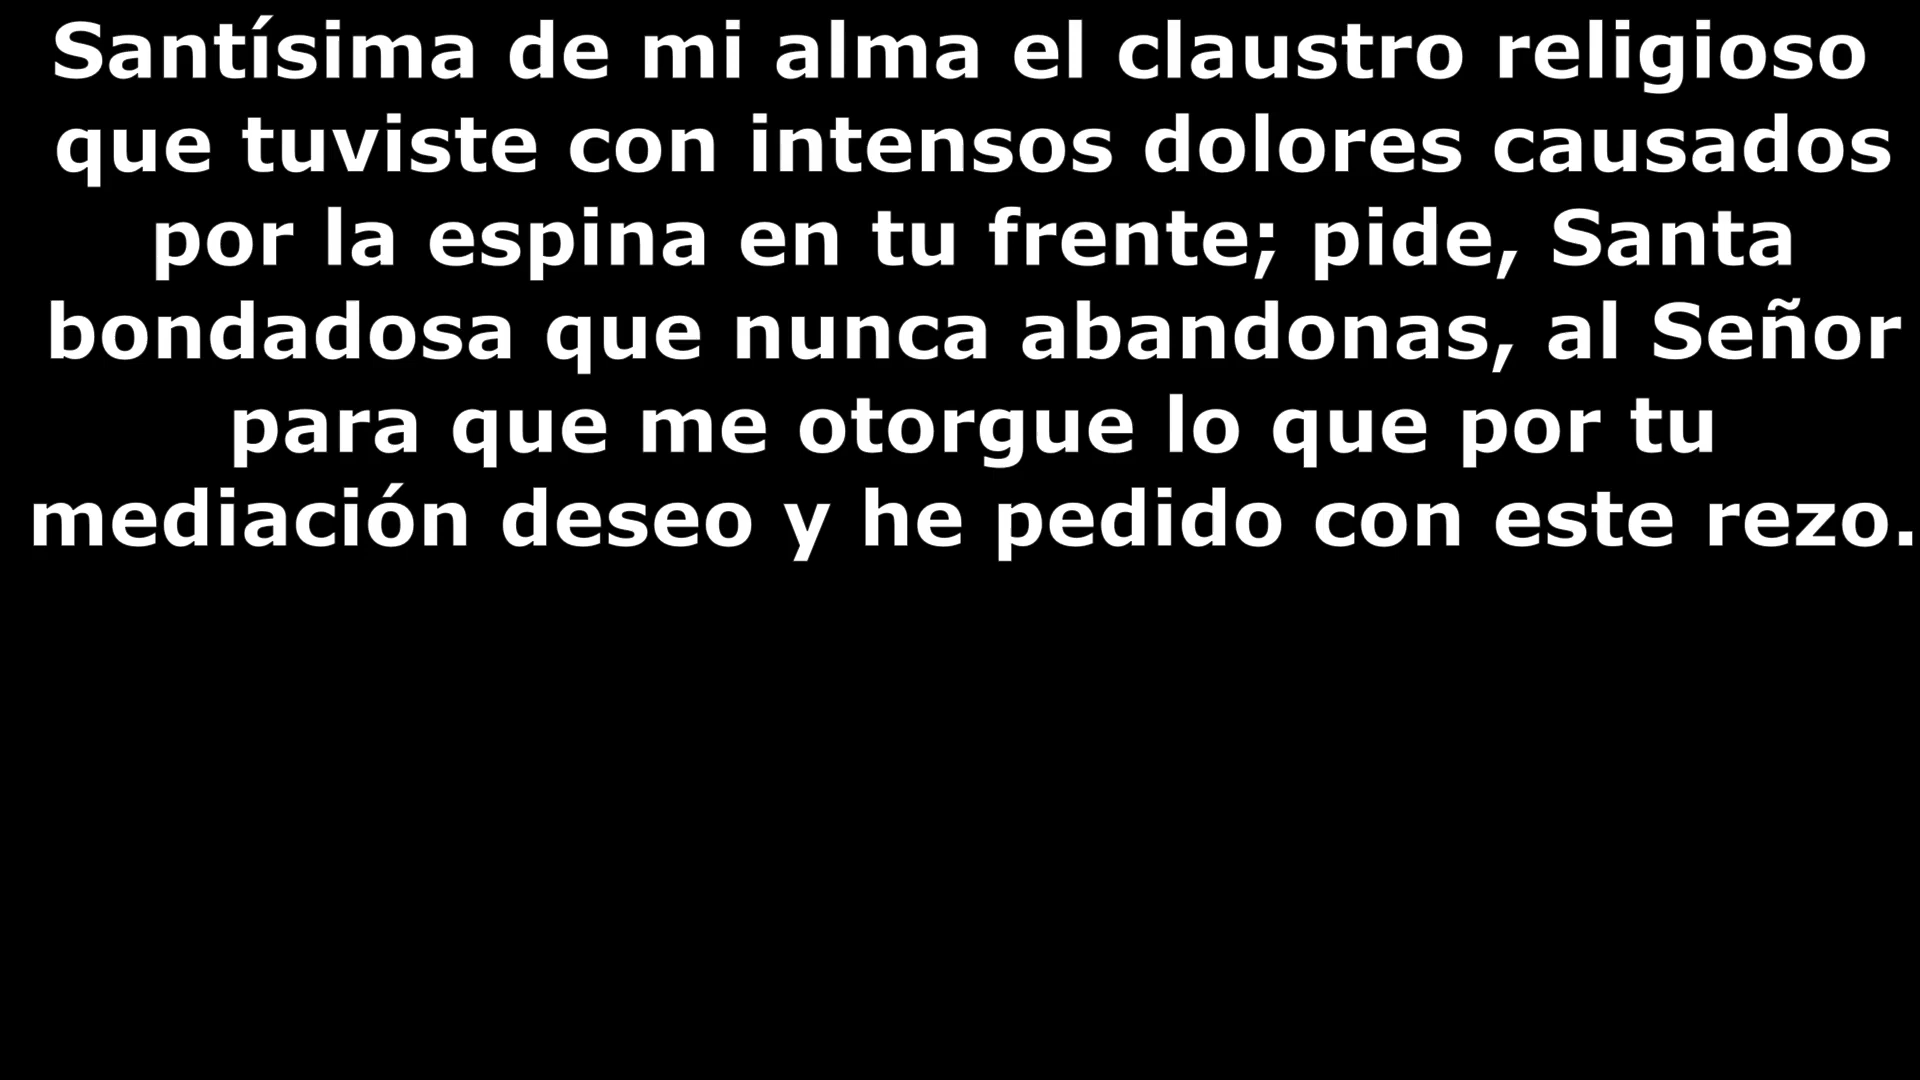 Santísima de mi alma el claustro religioso
que tuviste con intensos dolores causados
por la espina en tu frente; pide, Santa
bondadosa que nunca abandonas, al Señor
para que me otorgue lo que por tu
mediación deseo y he pedido con este rezo.